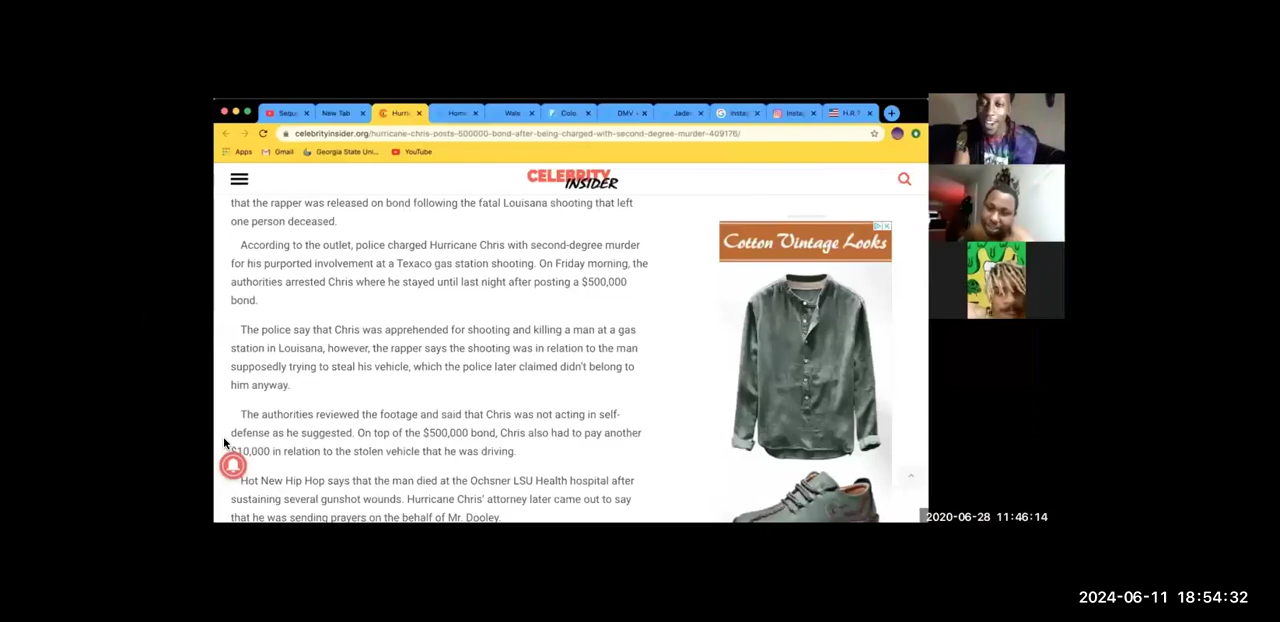 Sequ
New Tab
Hurri
Home
Wale
Colo
DMV
Jade
Instag
Insta
H.R.
celebrityinsider.org/hurricane-chris-posts-500000-bond-after-being-charged-with-second-degree-murder-409176/
Apps
Gmail
Georgia State Uni...
YouTube
CELEBRITY
INSIDER
that the rapper was released on bond following the fatal Louisana shooting that left
one person deceased.
According to the outlet, police charged Hurricane Chris with second-degree murder
for his purported involvement at a Texaco gas station shooting. On Friday morning, the
authorities arrested Chris where he stayed until last night after posting a $500,000
bond.
The police say that Chris was apprehended for shooting and killing a man at a gas
station in Louisana, however, the rapper says the shooting was in relation to the man
supposedly trying to steal his vehicle, which the police later claimed didn't belong to
him anyway.
The authorities reviewed the footage and said that Chris was not acting in self-
defense as he suggested. On top of the $500,000 bond, Chris also had to pay another
$10,000 in relation to the stolen vehicle that he was driving.
Hot New Hip Hop says that the man died at the Ochsner LSU Health hospital after
sustaining several gunshot wounds. Hurricane Chris' attorney later came out to say
that he was sending prayers on the behalf of Mr. Dooley.
Cotton Vintage Looks
2020-06-28 11:46:14
2024-06-11 18:54:32